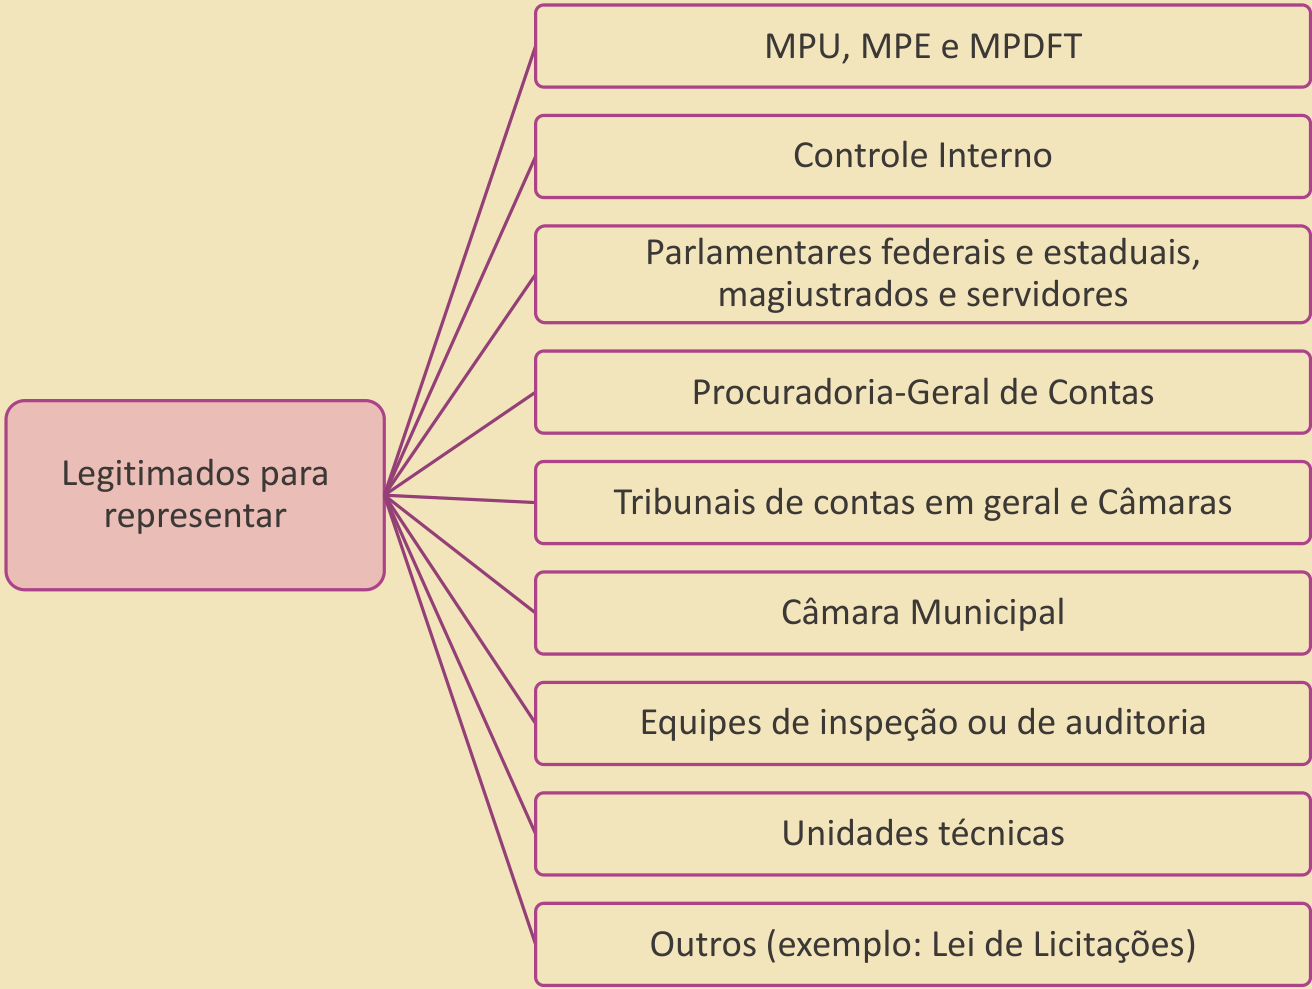 MPU, MPE e MPDFT
Controle Interno
Parlamentares federais e estaduais,
magiustrados e servidores
Procuradoria-Geral de Contas
Legitimados para
representar
Tribunais de contas em geral e Câmaras
Câmara Municipal
Equipes de inspeção ou de auditoria
Unidades técnicas
Outros (exemplo: Lei de Licitações)